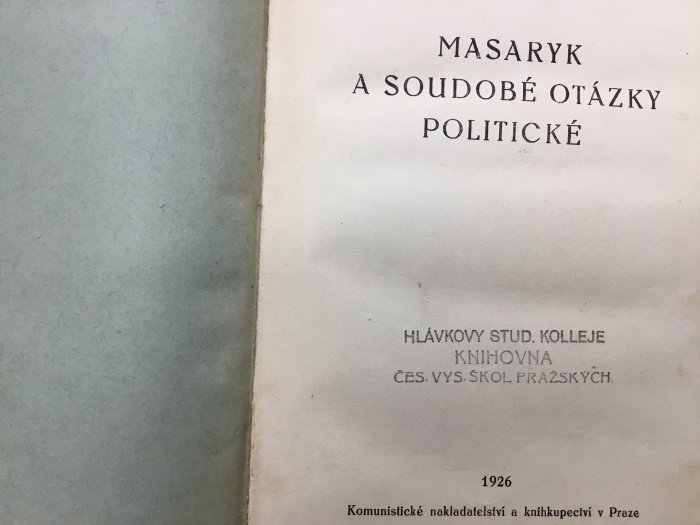 MASARYK
A SOUDOBÉ OTÁZKY
POLITICKÉ
HLÁVKOVY STUD. KOLLEJE
KNIHOVNA
ČES. VYS. ŠKOL PRAŽSKÝCH.
1926
Komunistické nakladatelství a knihkupectví v Praze